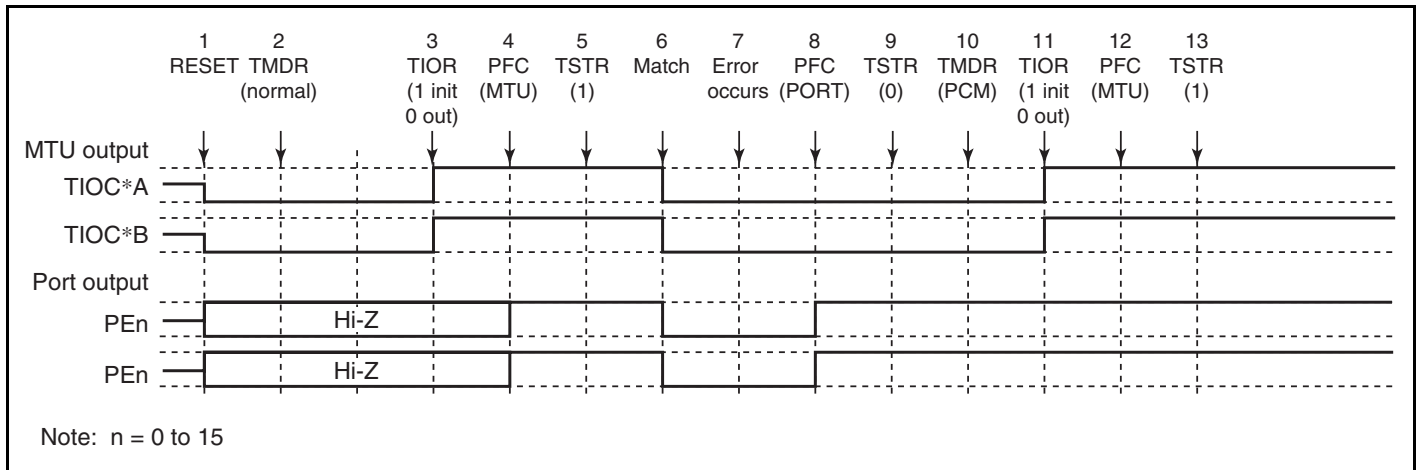 1 2 3 4 5 6 7 8 9 10 11 12 13
RESET TMDR TIOR PFC TSTR Match Error PFC TSTR TMDR TIOR PFC TSTR
(normal) (1 init (MTU) (1) occurs (PORT) (0) (PCM) (1 init (MTU) (1)
0 out) 0 out)
MTU output
TIOC*A
TIOC*B
Port output
PEn Hi-Z
PEn Hi-Z
Note: n = 0 to 15